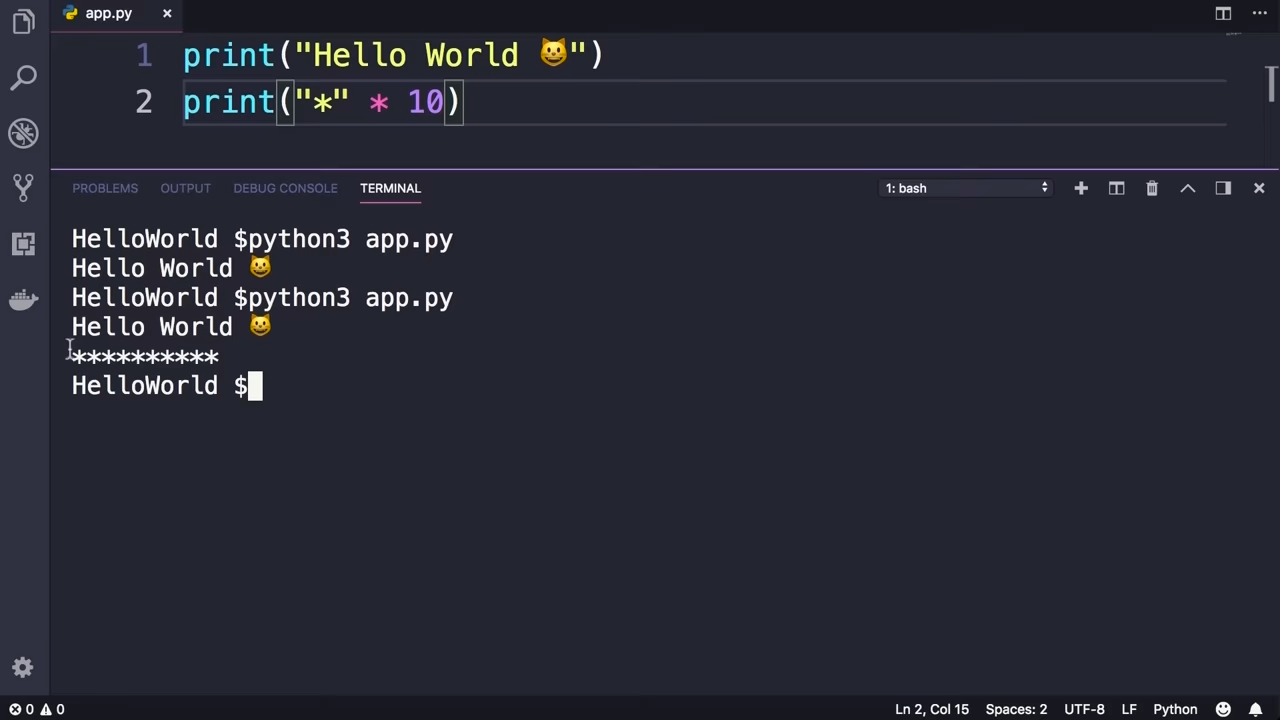 app.py ×
1 print("Hello World 😺")
2 print("*" * 10)
PROBLEMS OUTPUT DEBUG CONSOLE TERMINAL 1: bash
HelloWorld $python3 app.py
Hello World 😺
HelloWorld $python3 app.py
Hello World 😺
**********
HelloWorld $
0 0 Ln 2, Col 15 Spaces: 2 UTF-8 LF Python